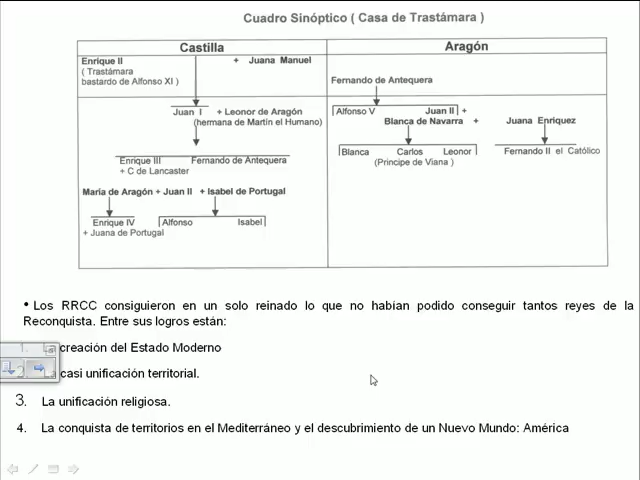 Cuadro Sinóptico ( Casa de Trastámara )
Castilla
Aragón
Enrique II + Juana Manuel
( Trastámara
bastardo de Alfonso XI )
Fernando de Antequera
Juan I + Leonor de Aragón
(hermana de Martín el Humano)
Alfonso V Juan II +
Blanca de Navarra + Juana Enriquez
Enrique III Fernando de Antequera
+ C de Lancaster
Blanca Carlos Leonor Fernando II el Católico
(Principe de Viana )
María de Aragón + Juan II + Isabel de Portugal
Enrique IV Alfonso Isabel
+ Juana de Portugal
• Los RRCC consiguieron en un solo reinado lo que no habían podido conseguir tantos reyes de la
Reconquista. Entre sus logros están:
creación del Estado Moderno
casi unificación territorial.
3. La unificación religiosa.
4. La conquista de territorios en el Mediterráneo y el descubrimiento de un Nuevo Mundo: América